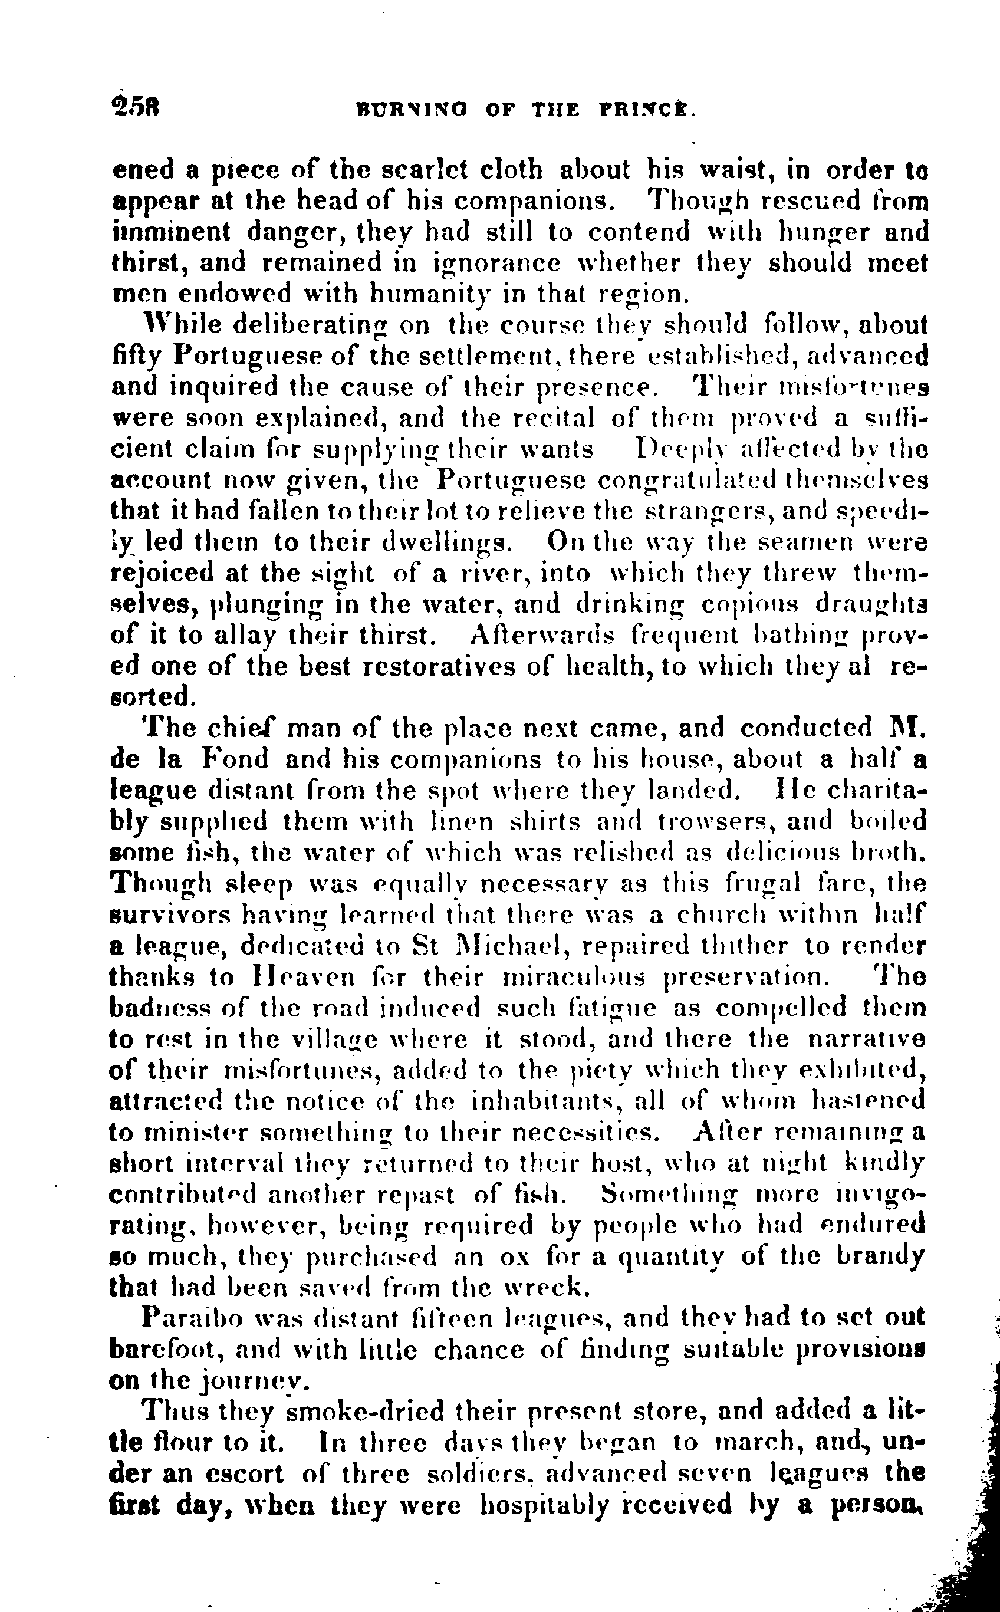 258 BURNING OF THE PRINCE.
ened a piece of the scarlet cloth about his waist, in order to
appear at the head of his companions. Though rescued from
imminent danger, they had still to contend with hunger and
thirst, and remained in ignorance whether they should meet
men endowed with humanity in that region.
While deliberating on the course they should follow, about
fifty Portuguese of the settlement, there established, advanced
and inquired the cause of their presence. Their misfortunes
were soon explained, and the recital of them proved a suffi-
cient claim for supplying their wants Deeply affected by the
account now given, the Portuguese congratulated themselves
that it had fallen to their lot to relieve the strangers, and speedi-
ly led them to their dwellings. On the way the seamen were
rejoiced at the sight of a river, into which they threw them-
selves, plunging in the water, and drinking copious draughts
of it to allay their thirst. Afterwards frequent bathing prov-
ed one of the best restoratives of health, to which they al re-
sorted.
The chief man of the place next came, and conducted M.
de la Fond and his companions to his house, about a half a
league distant from the spot where they landed. He charita-
bly supplied them with linen shirts and trowsers, and boiled
some fish, the water of which was relished as delicious broth.
Though sleep was equally necessary as this frugal fare, the
survivors having learned that there was a church within half
a league, dedicated to St Michael, repaired thither to render
thanks to Heaven for their miraculous preservation. The
badness of the road induced such fatigue as compelled them
to rest in the village where it stood, and there the narrative
of their misfortunes, added to the piety which they exhibited,
attracted the notice of the inhabitants, all of whom hastened
to minister something to their necessities. After remaining a
short interval they returned to their host, who at night kindly
contributed another repast of fish. Something more invigo-
rating, however, being required by people who had endured
so much, they purchased an ox for a quantity of the brandy
that had been saved from the wreck.
Paraibo was distant fifteen leagues, and they had to set out
barefoot, and with little chance of finding suitable provisions
on the journey.
Thus they smoke-dried their present store, and added a lit-
tle flour to it. In three days they began to march, and, un-
der an escort of three soldiers, advanced seven leagues the
first day, when they were hospitably received by a person,